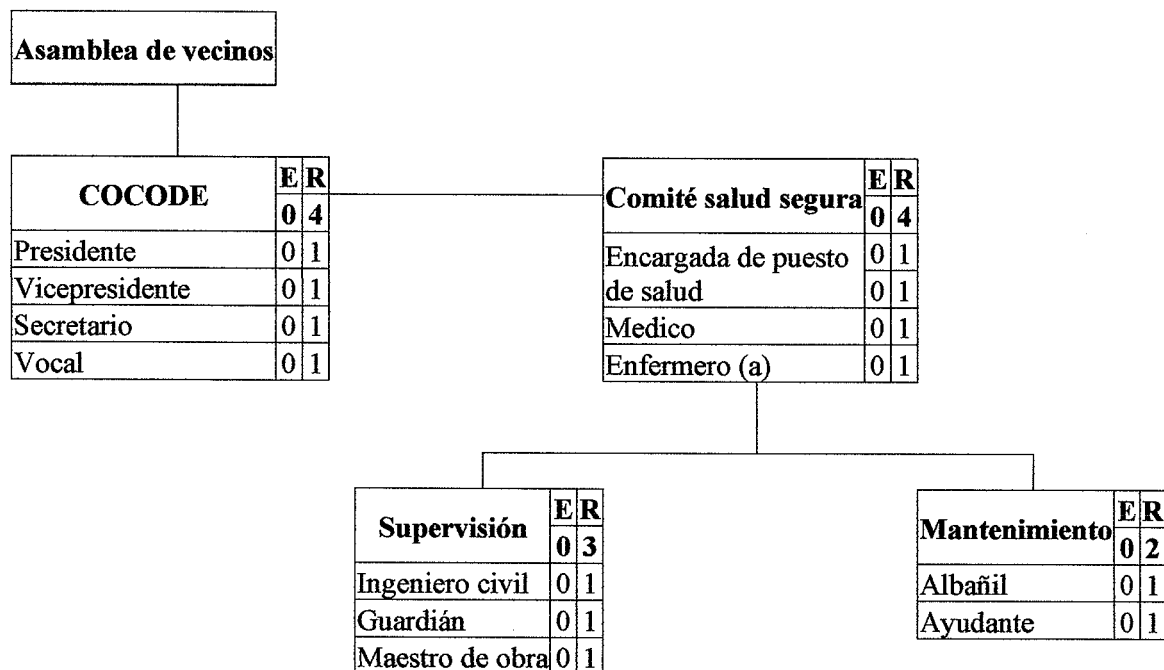 Asamblea de vecinos
COCODE E R
0 4
Presidente 0 1
Vicepresidente 0 1
Secretario 0 1
Vocal 0 1
Comité salud segura E R
0 4
Encargada de puesto 0 1
de salud 0 1
Medico 0 1
Enfermero (a) 0 1
Supervisión E R
0 3
Ingeniero civil 0 1
Guardián 0 1
Maestro de obra 0 1
Mantenimiento E R
0 2
Albañil 0 1
Ayudante 0 1